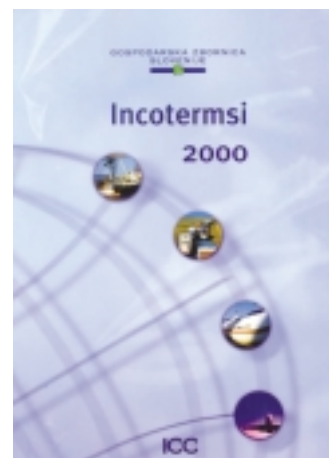 GOSPODARSKA ZBORNICA
SLOVENIJE
Incotermsi
2000
ICC